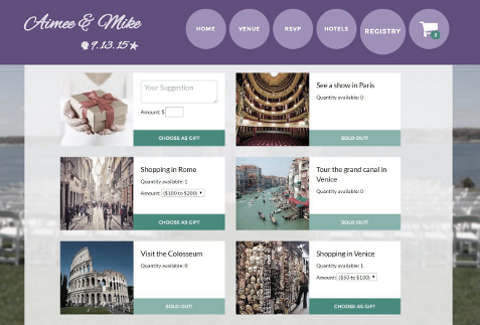 Aimee & Mike
9.13.15
HOME
VENUE
RSVP
HOTELS
REGISTRY
Your Suggestion
Amount: $
CHOOSE AS GIFT
See a show in Paris
Quantity available: 0
SOLD OUT!
Shopping in Rome
Quantity available: 1
Amount: ($100 to $200)
CHOOSE AS GIFT
Tour the grand canal in
Venice
Quantity available: 0
SOLD OUT!
Visit the Colosseum
Quantity available: 0
SOLD OUT!
Shopping in Venice
Quantity available: 1
Amount: ($50 to $100)
CHOOSE AS GIFT